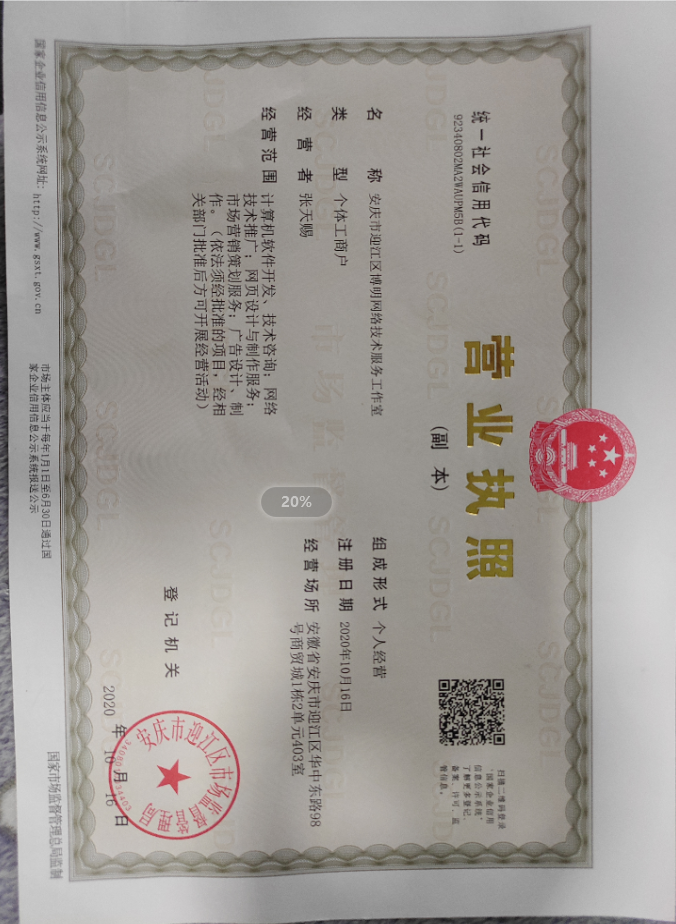 统一社会信用代码
92340802MA2WAUPM5B(1-1)
营业执照
(副 本)
扫描二维码登录
“国家企业信用
信息公示系统”
了解更多登记、
备案、许可、监
管信息。
名 称 安庆市迎江区博明网络技术服务工作室
类 型 个体工商户
经 营 者 张天赐
经 营 范 围 计算机软件开发、技术咨询；网络
技术推广；网页设计与制作服务；
市场营销策划服务；广告设计、制
作。（依法须经批准的项目，经相
关部门批准后方可开展经营活动）
组 成 形 式 个人经营
注 册 日 期 2020年10月16日
经 营 场 所 安徽省安庆市迎江区华中东路98
号商贸城1栋2单元403室
20%
登 记 机 关
安庆市迎江区市场监督管理局
2020 年 10 月 16 日
国家企业信用信息公示系统网址: http://www.gsxt.gov.cn
市场主体应当于每年1月1日至6月30日通过国
家企业信用信息公示系统报送公示
国家市场监督管理总局监制
SCJDGL